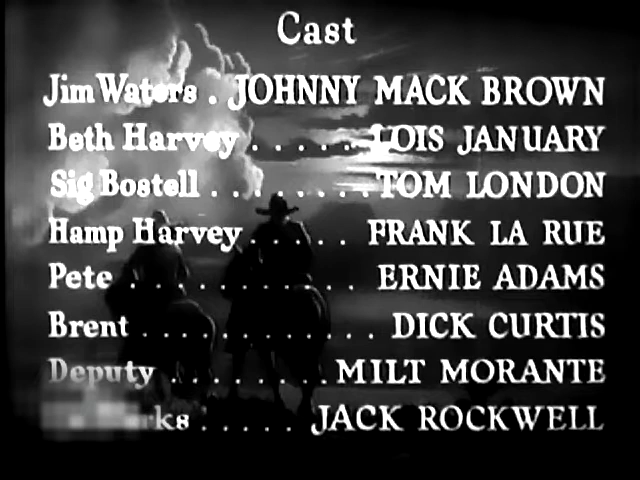 Cast
Jim Waters . JOHNNY MACK BROWN
Beth Harvey . . . . . . LOIS JANUARY
Sig Bostell . . . . . . . . TOM LONDON
Hamp Harvey . . . . . FRANK LA RUE
Pete . . . . . . . . . . . ERNIE ADAMS
Brent . . . . . . . . . . . . DICK CURTIS
Deputy . . . . . . . . MILT MORANTE
. . . . . JACK ROCKWELL